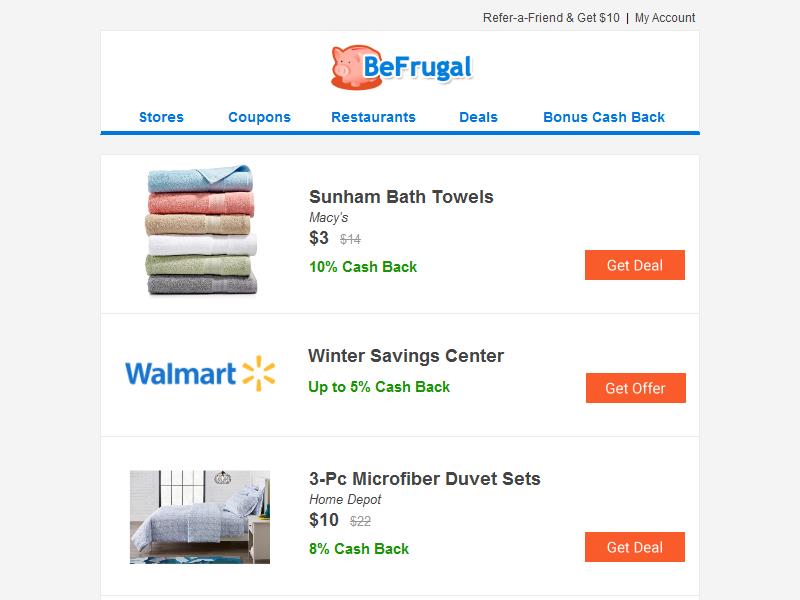 Refer-a-Friend & Get $10 | My Account
BeFrugal
Stores Coupons Restaurants Deals Bonus Cash Back
Sunham Bath Towels
Macy's
$3 $14
10% Cash Back
Get Deal
Walmart
Winter Savings Center
Up to 5% Cash Back
Get Offer
3-Pc Microfiber Duvet Sets
Home Depot
$10 $22
8% Cash Back
Get Deal